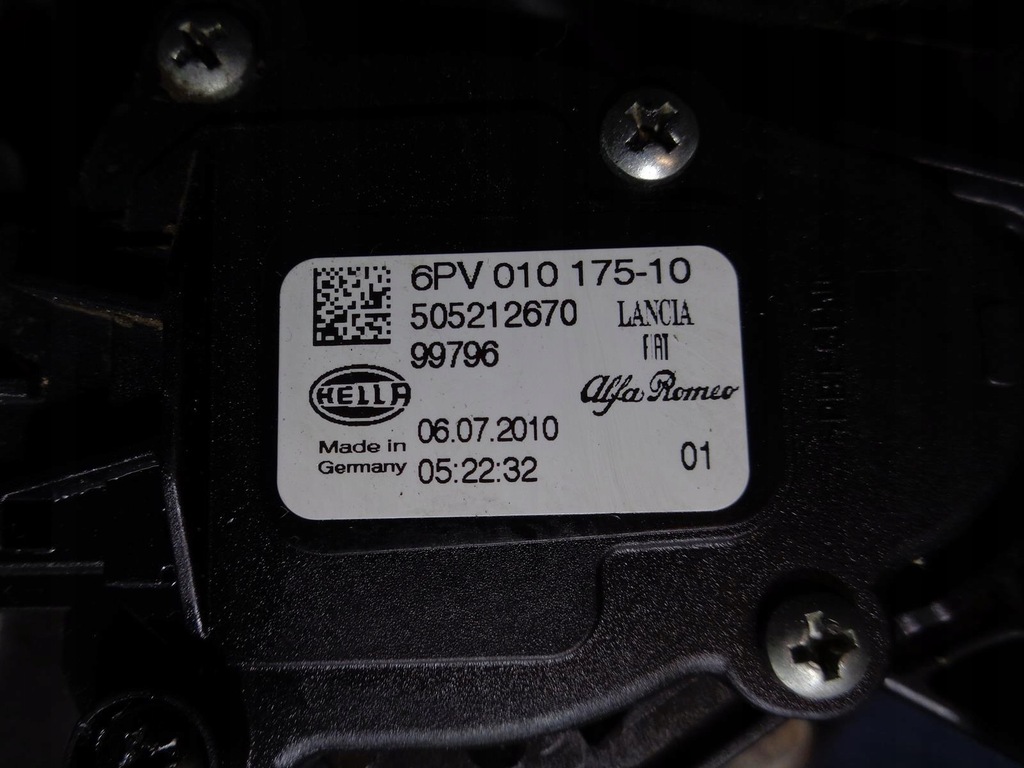 6PV 010 175-10
505212670
LANCIA
99796
FIAT
HELLA
Alfa Romeo
Made in
Germany
06.07.2010
05:22:32
01